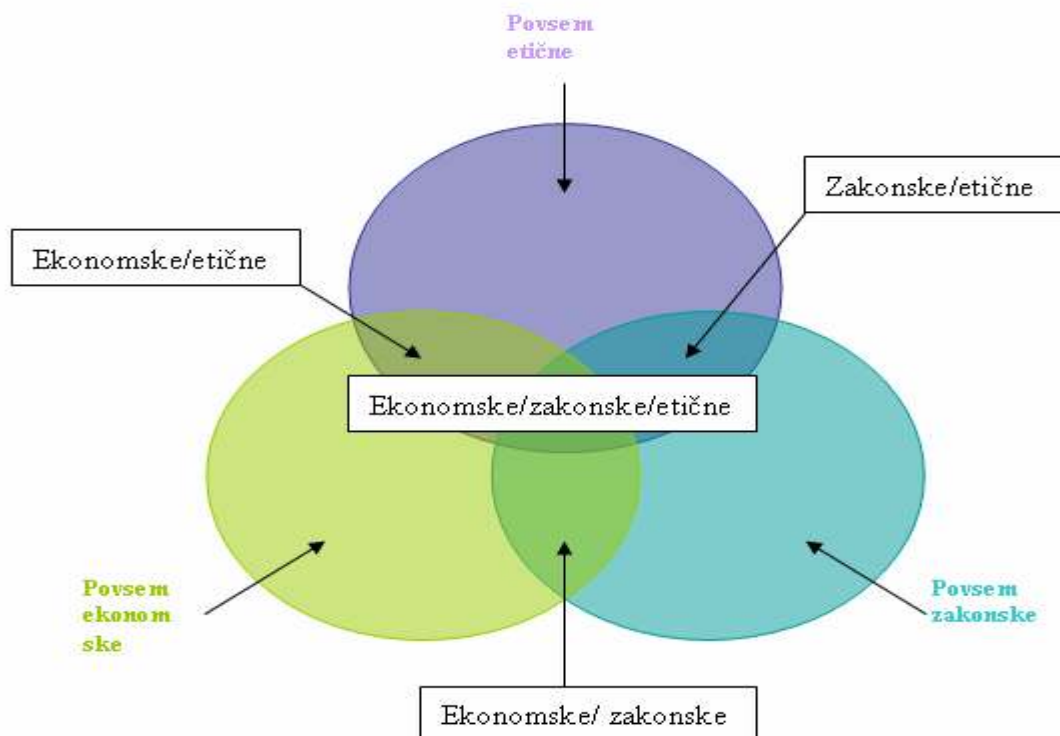 Povsem
etične
Zakonske/etične
Ekonomske/etične
Ekonomske/zakonske/etične
Povsem
ekonom
ske
Povsem
zakonske
Ekonomske/ zakonske